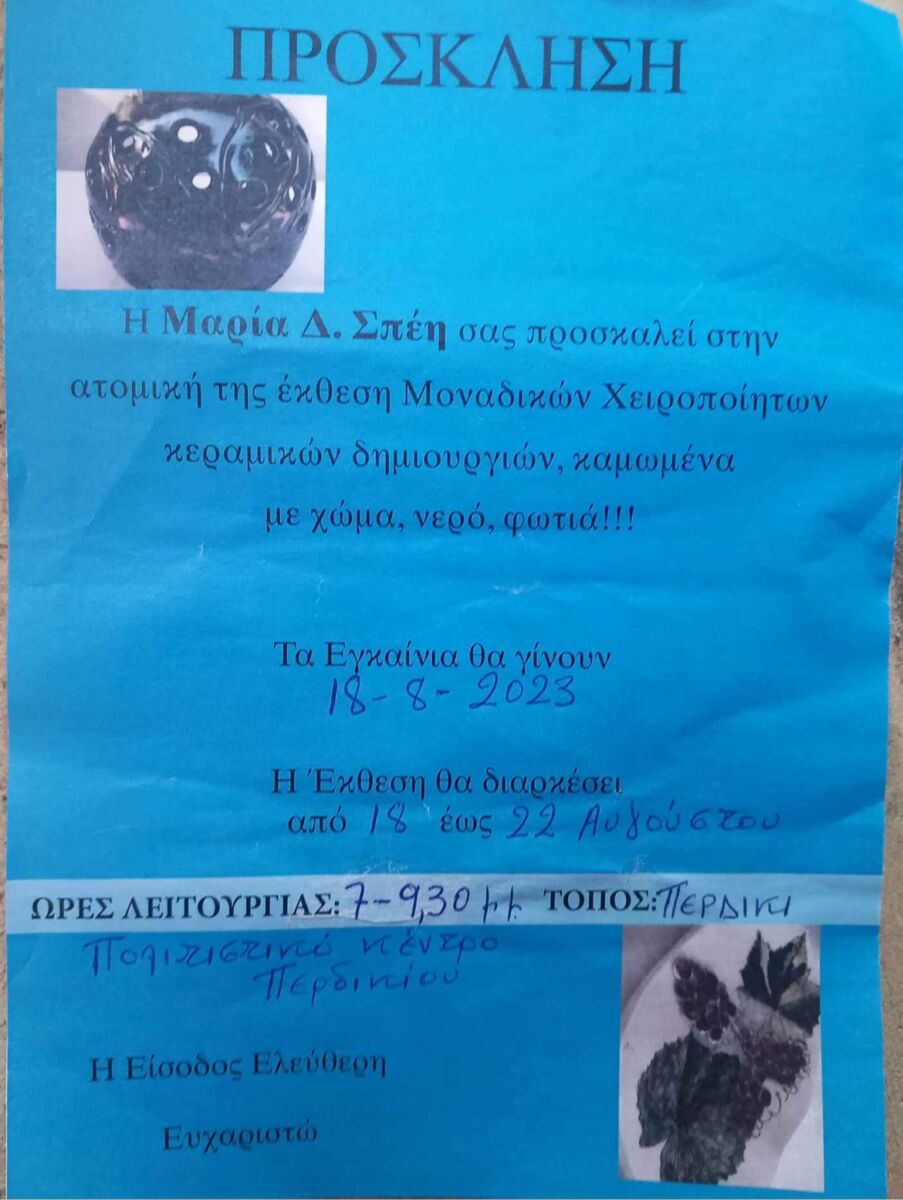 ΠΡΟΣΚΛΗΣΗ
Η Μαρία Δ. Σπέη σας προσκαλεί στην
ατομική της έκθεση Μοναδικών Χειροποίητων
κεραμικών δημιουργιών, καμωμένα
με χώμα, νερό, φωτιά!!!
Τα Εγκαίνια θα γίνουν
18-8-2023
Η Έκθεση θα διαρκέσει
από 18 έως 22 Αυγούστου
ΩΡΕΣ ΛΕΙΤΟΥΡΓΙΑΣ: 7-9,30 μ.μ. ΤΟΠΟΣ: ΠΕΡΔΙΚΙ
Πολιτιστικό κέντρο
Περδικίου
Η Είσοδος Ελεύθερη
Ευχαριστώ